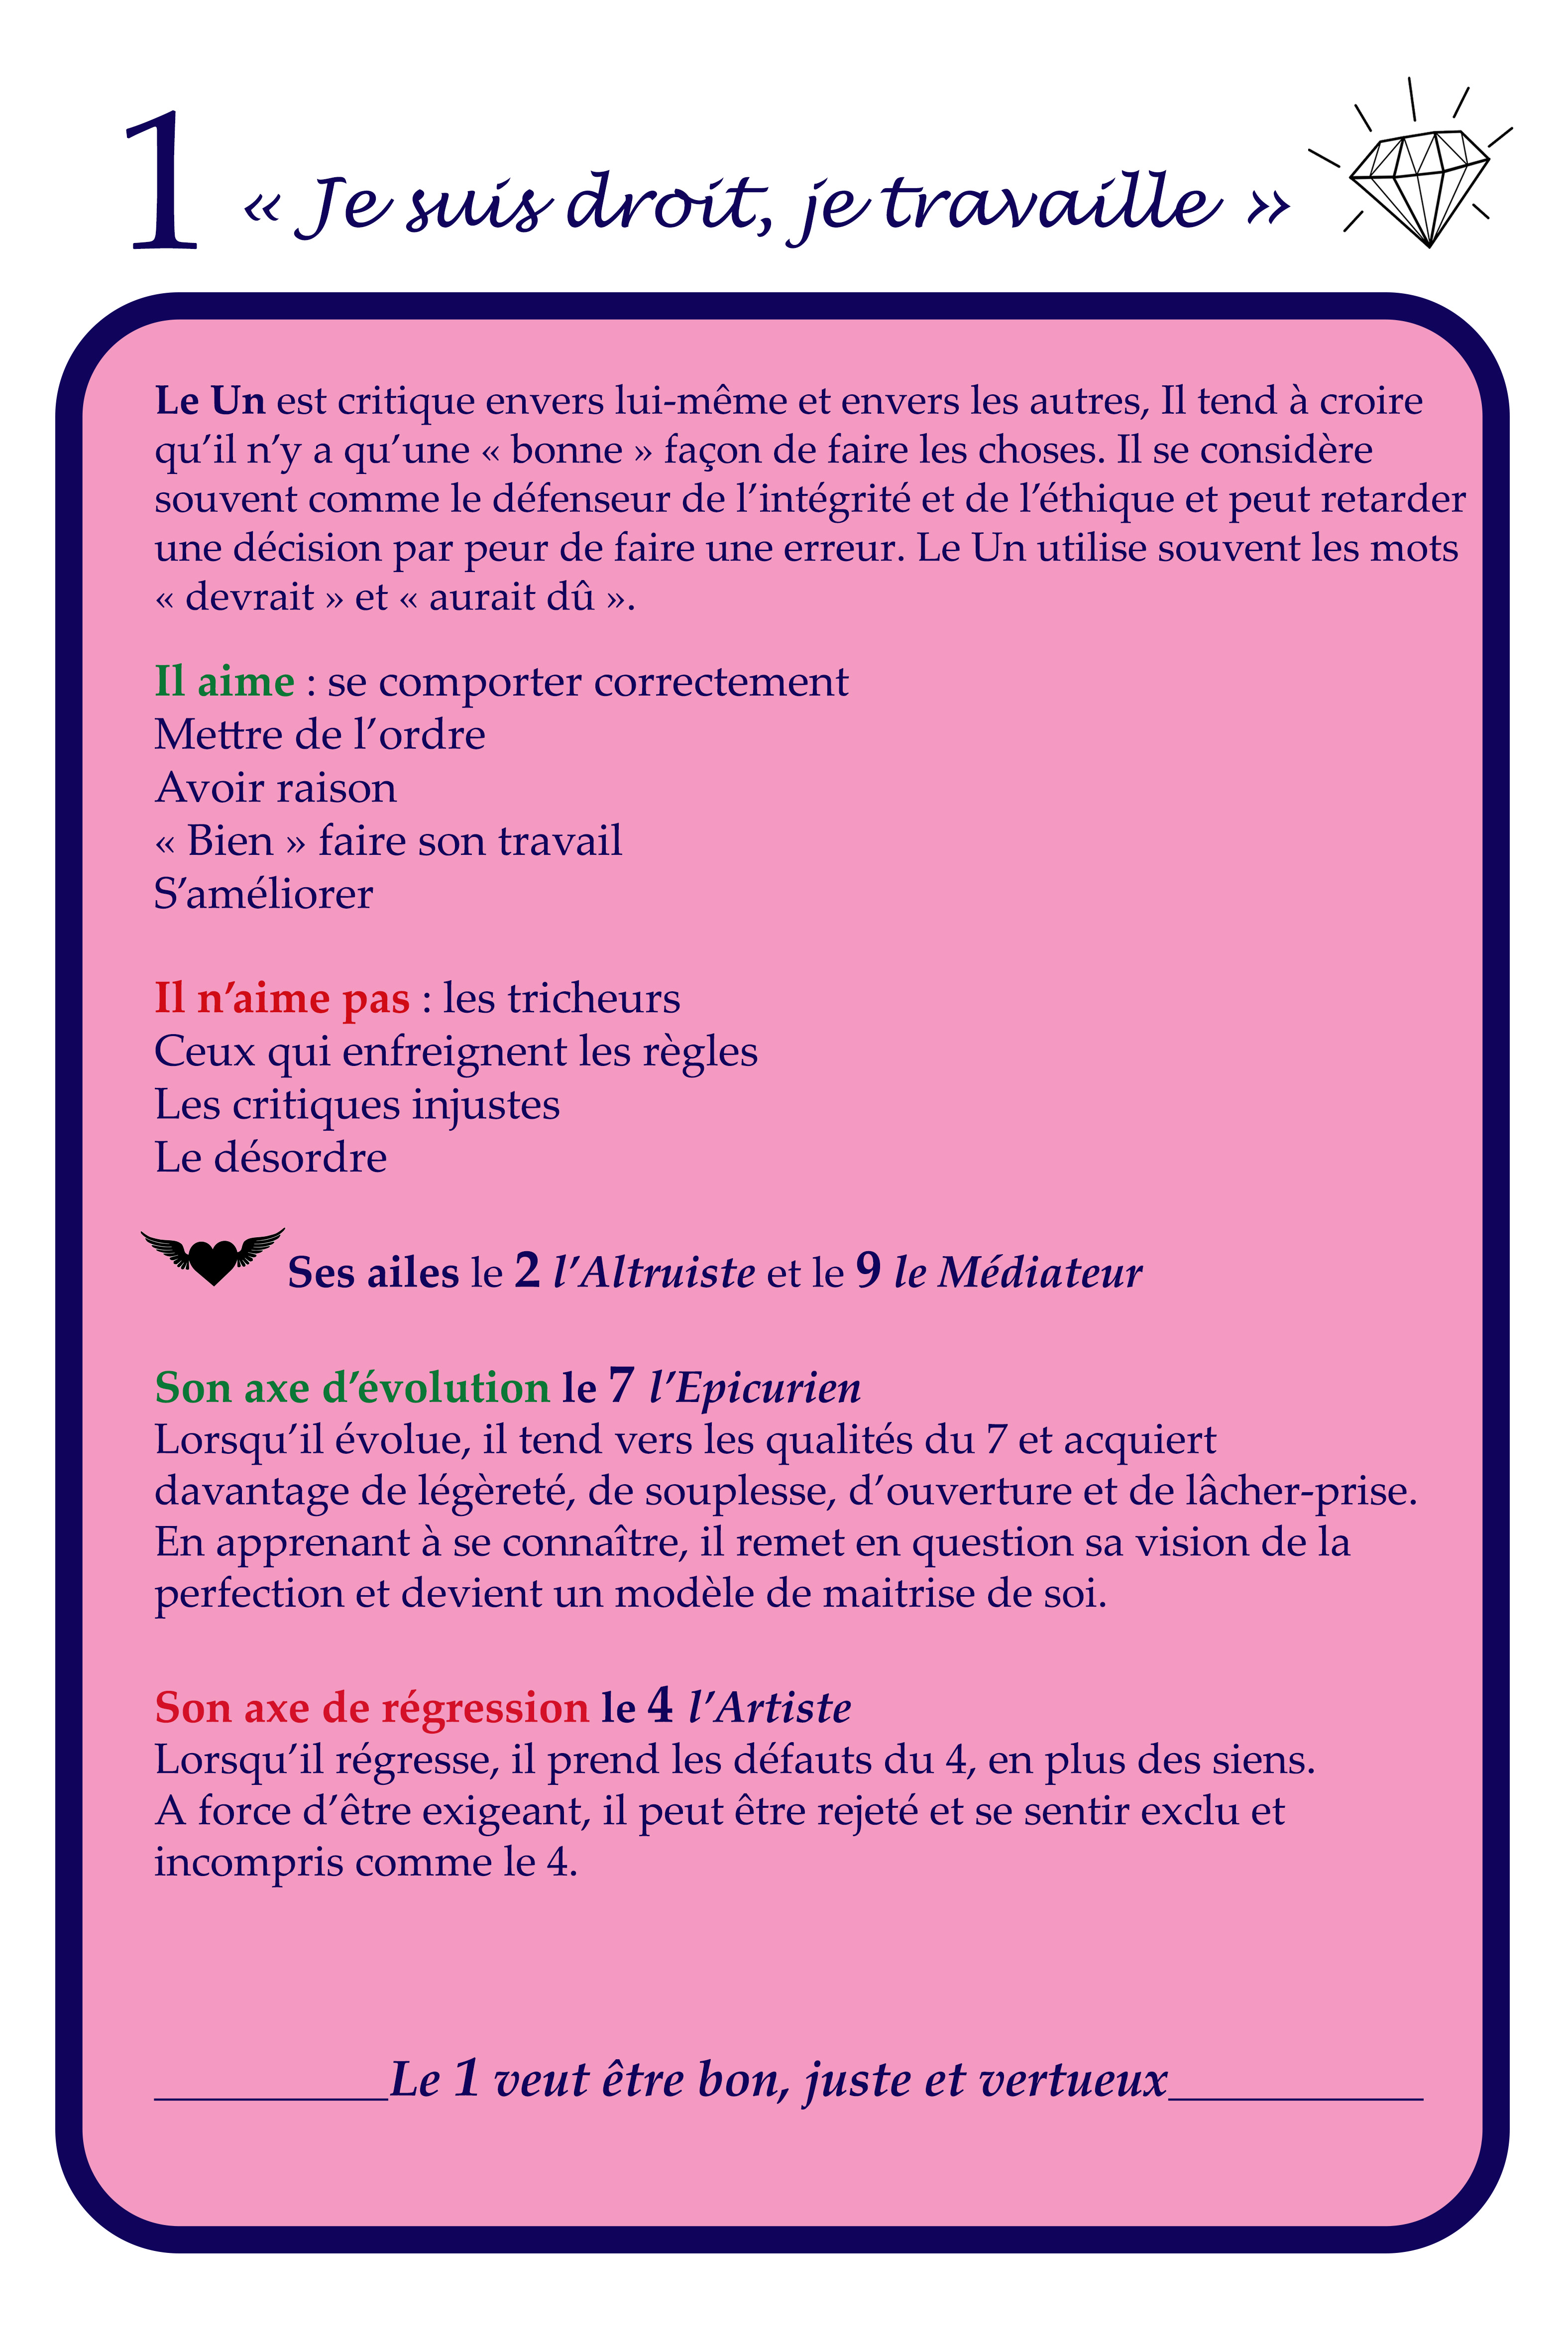 1 « Je suis droit, je travaille »
Le Un est critique envers lui-même et envers les autres, Il tend à croire
qu’il n’y a qu’une « bonne » façon de faire les choses. Il se considère
souvent comme le défenseur de l’intégrité et de l’éthique et peut retarder
une décision par peur de faire une erreur. Le Un utilise souvent les mots
« devrait » et « aurait dû ».
Il aime : se comporter correctement
Mettre de l’ordre
Avoir raison
« Bien » faire son travail
S’améliorer
Il n’aime pas : les tricheurs
Ceux qui enfreignent les règles
Les critiques injustes
Le désordre
Ses ailes le 2 l’Altruiste et le 9 le Médiateur
Son axe d’évolution le 7 l’Epicurien
Lorsqu’il évolue, il tend vers les qualités du 7 et acquiert
davantage de légèreté, de souplesse, d’ouverture et de lâcher-prise.
En apprenant à se connaître, il remet en question sa vision de la
perfection et devient un modèle de maitrise de soi.
Son axe de régression le 4 l’Artiste
Lorsqu’il régresse, il prend les défauts du 4, en plus des siens.
A force d’être exigeant, il peut être rejeté et se sentir exclu et
incompris comme le 4.
___________Le 1 veut être bon, juste et vertueux____________